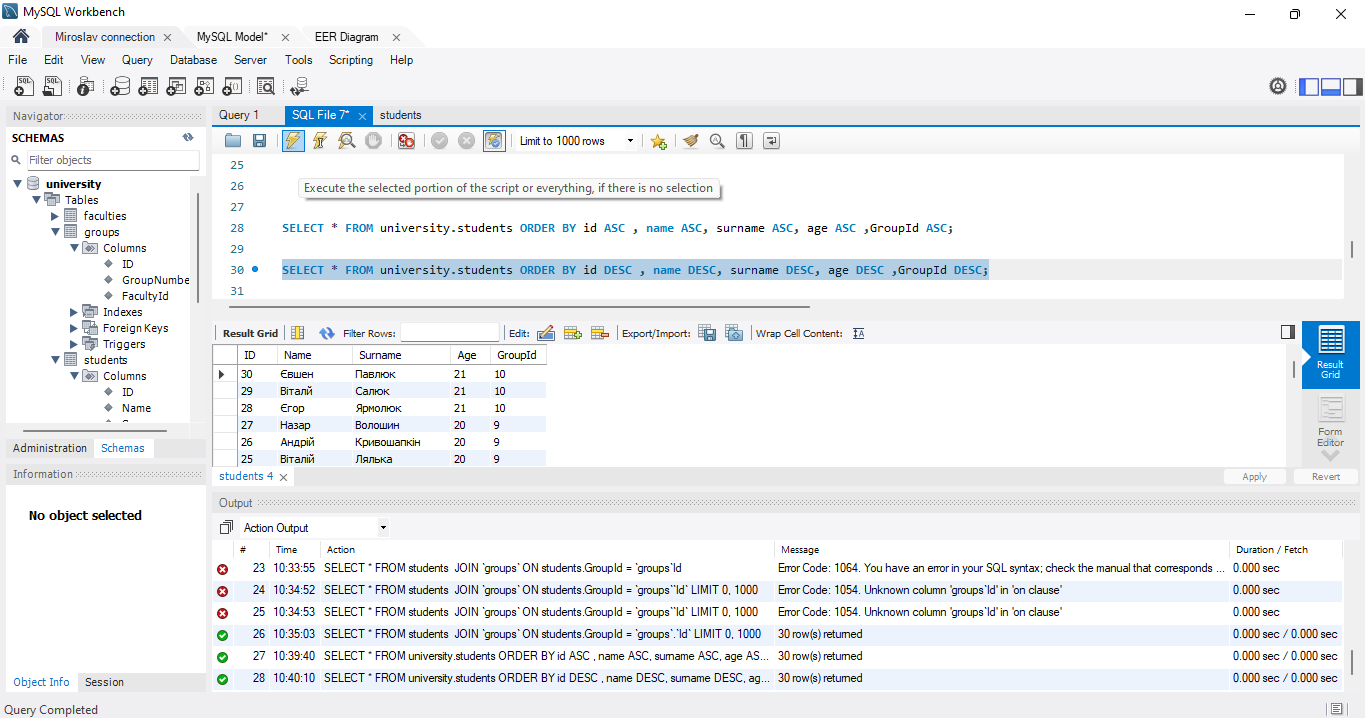 MySQL Workbench
Miroslav connection MySQL Model* EER Diagram
File Edit View Query Database Server Tools Scripting Help
Navigator
SCHEMAS
Filter objects
university
Tables
faculties
groups
Columns
ID
GroupNumbe
FacultyId
Indexes
Foreign Keys
Triggers
students
Columns
ID
Name
Administration Schemas
Information
No object selected
Object Info Session
Query 1 SQL File 7* students
Limit to 1000 rows
25
26
Execute the selected portion of the script or everything, if there is no selection
27
28 SELECT * FROM university.students ORDER BY id ASC , name ASC, surname ASC, age ASC ,GroupId ASC;
29
30 SELECT * FROM university.students ORDER BY id DESC , name DESC, surname DESC, age DESC ,GroupId DESC;
31
Result Grid Filter Rows: Edit: Export/Import: Wrap Cell Content:
ID Name Surname Age GroupId
30 Євшен Павлюк 21 10
29 Віталй Салюк 21 10
28 Єгор Ярмолюк 21 10
27 Назар Волошин 20 9
26 Андрій Кривошапкін 20 9
25 Віталій Лялька 20 9
Result
Grid
Form
Editor
students 4 Apply Revert
Output
Action Output
# Time Action Message Duration / Fetch
23 10:33:55 SELECT * FROM students JOIN `groups` ON students.GroupId = `groups`Id Error Code: 1064. You have an error in your SQL syntax; check the manual that corresponds ... 0.000 sec
24 10:34:52 SELECT * FROM students JOIN `groups` ON students.GroupId = `groups``Id` LIMIT 0, 1000 Error Code: 1054. Unknown column 'groups`Id' in 'on clause' 0.000 sec
25 10:34:53 SELECT * FROM students JOIN `groups` ON students.GroupId = `groups``Id` LIMIT 0, 1000 Error Code: 1054. Unknown column 'groups`Id' in 'on clause' 0.000 sec
26 10:35:03 SELECT * FROM students JOIN `groups` ON students.GroupId = `groups`.`Id` LIMIT 0, 1000 30 row(s) returned 0.000 sec / 0.000 sec
27 10:39:40 SELECT * FROM university.students ORDER BY id ASC , name ASC, surname ASC, age AS... 30 row(s) returned 0.000 sec / 0.000 sec
28 10:40:10 SELECT * FROM university.students ORDER BY id DESC , name DESC, surname DESC, ag... 30 row(s) returned 0.000 sec / 0.000 sec
Query Completed